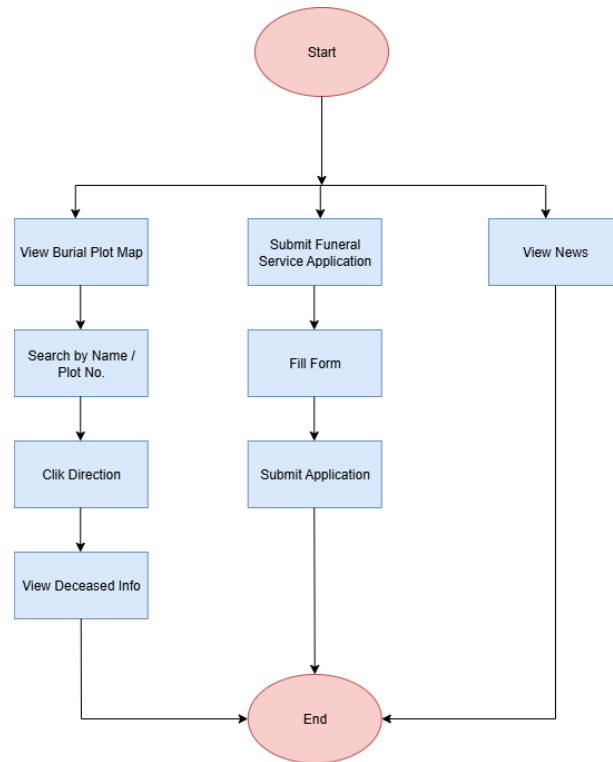 Start
View Burial Plot Map
Submit Funeral
Service Application
View News
Search by Name /
Plot No.
Fill Form
Clik Direction
Submit Application
View Deceased Info
End